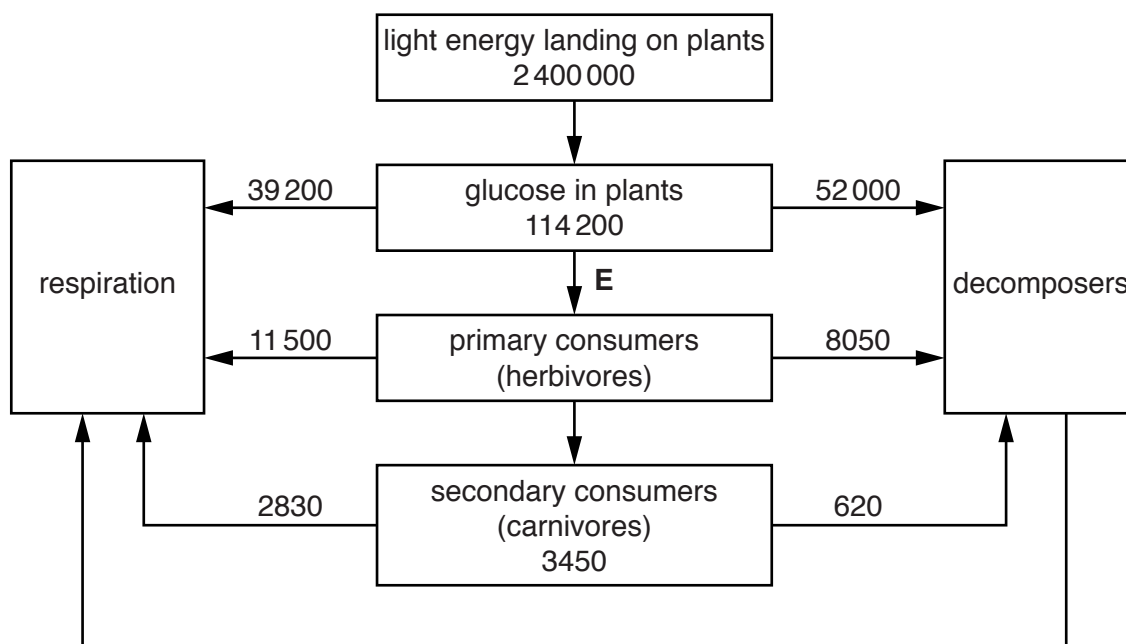 light energy landing on plants
2 400 000
39 200
glucose in plants
114 200
52 000
respiration
E
decomposers
11 500
primary consumers
(herbivores)
8050
2830
secondary consumers
(carnivores)
3450
620